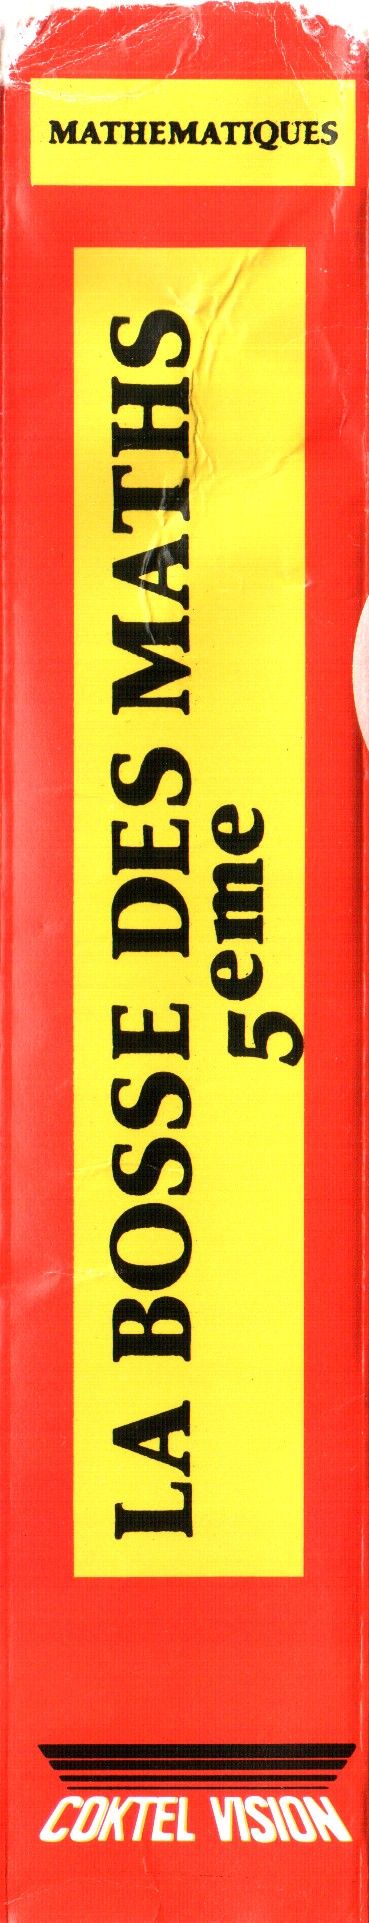 MATHEMATIQUES
LA BOSSE DES MATHS
5eme
COKTEL VISION